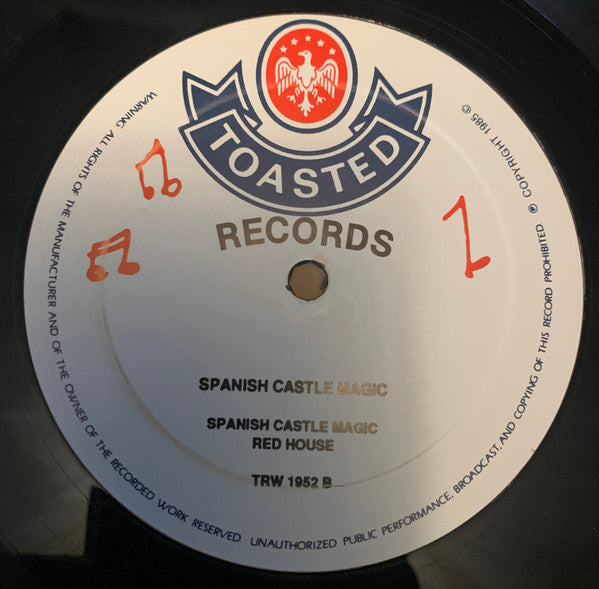 TOASTED
RECORDS
SPANISH CASTLE MAGIC
SPANISH CASTLE MAGIC
RED HOUSE
TRW 1952 B
WARNING. ALL RIGHTS OF THE MANUFACTURER AND OF THE OWNER OF THE RECORDED WORK RESERVED. UNAUTHORIZED PUBLIC PERFORMANCE, BROADCAST, AND COPYING OF THIS RECORD PROHIBITED. ℗ COPYRIGHT 1985 ©